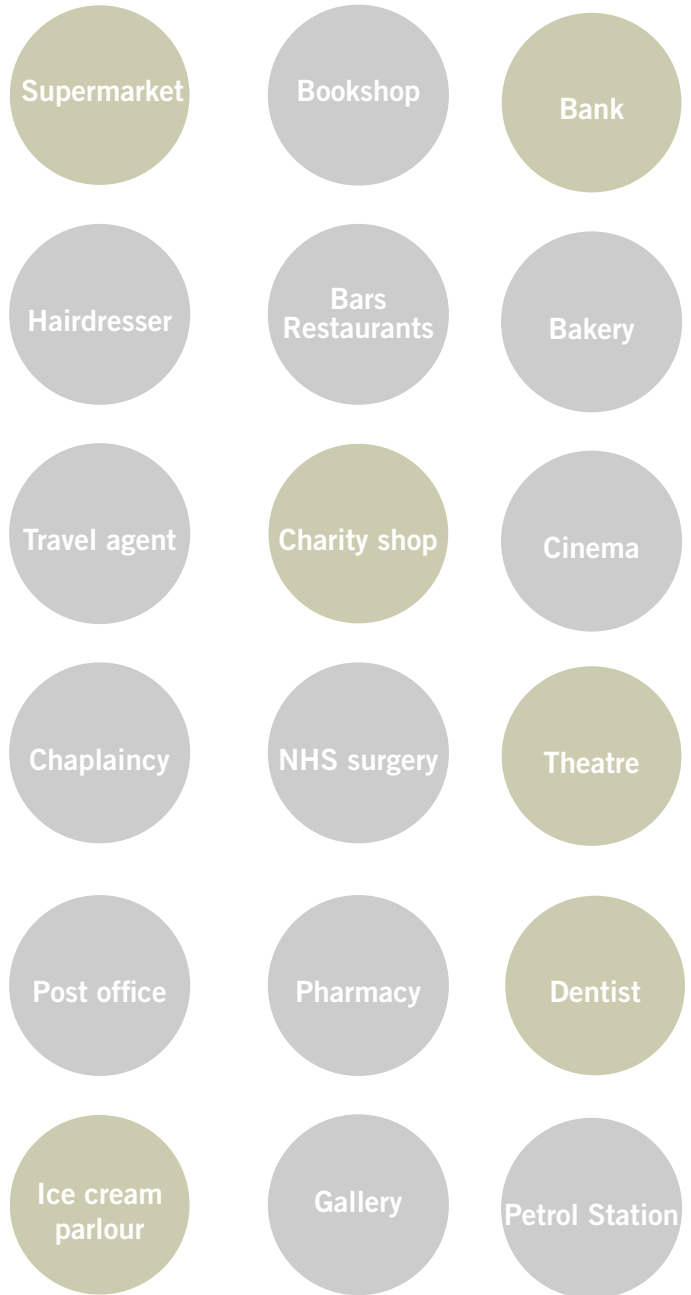 Supermarket
Bookshop
Bank
Hairdresser
Bars
Restaurants
Bakery
Travel agent
Charity shop
Cinema
Chaplaincy
NHS surgery
Theatre
Post office
Pharmacy
Dentist
Ice cream
parlour
Gallery
Petrol Station